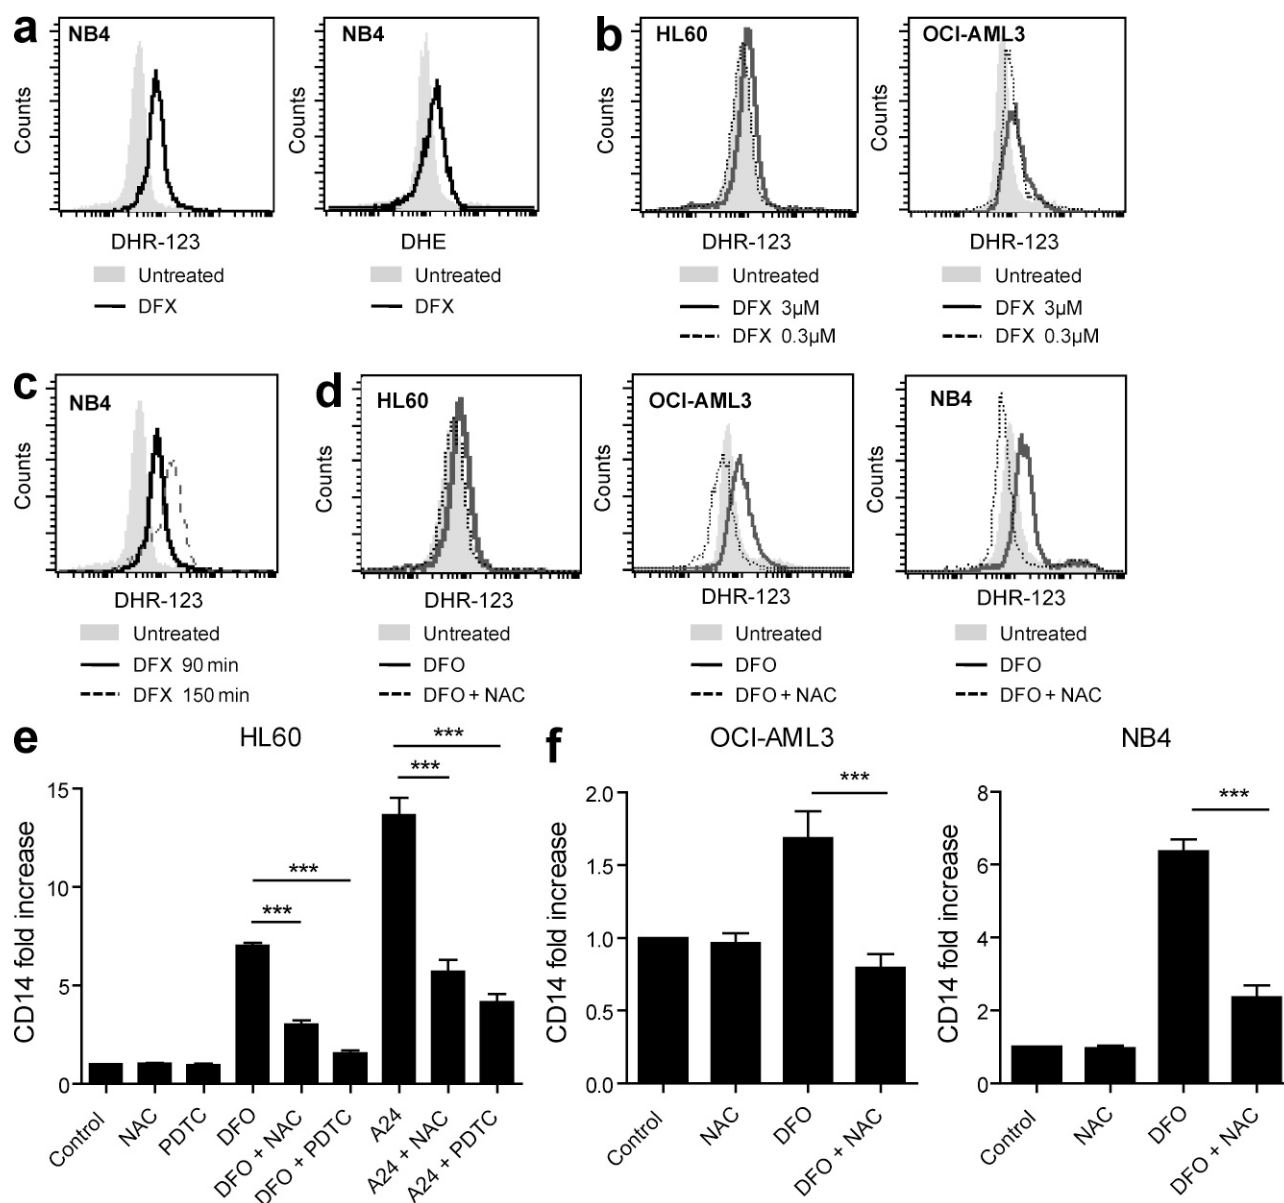 a
NB4
Counts
DHR-123
Untreated
DFX
NB4
Counts
DHE
Untreated
DFX
b
HL60
Counts
DHR-123
Untreated
DFX 3µM
DFX 0.3µM
OCI-AML3
Counts
DHR-123
Untreated
DFX 3µM
DFX 0.3µM
c
NB4
Counts
DHR-123
Untreated
DFX 90 min
DFX 150 min
d
HL60
Counts
DHR-123
Untreated
DFO
DFO + NAC
OCI-AML3
Counts
DHR-123
Untreated
DFO
DFO + NAC
NB4
Counts
DHR-123
Untreated
DFO
DFO + NAC
e
HL60
CD14 fold increase
15
10
5
0
***
***
***
***
Control
NAC
PDTC
DFO
DFO + NAC
DFO + PDTC
A24
A24 + NAC
A24 + PDTC
f
OCI-AML3
CD14 fold increase
2.0
1.5
1.0
0.5
0.0
***
Control
NAC
DFO
DFO + NAC
NB4
CD14 fold increase
8
6
4
2
0
***
Control
NAC
DFO
DFO + NAC